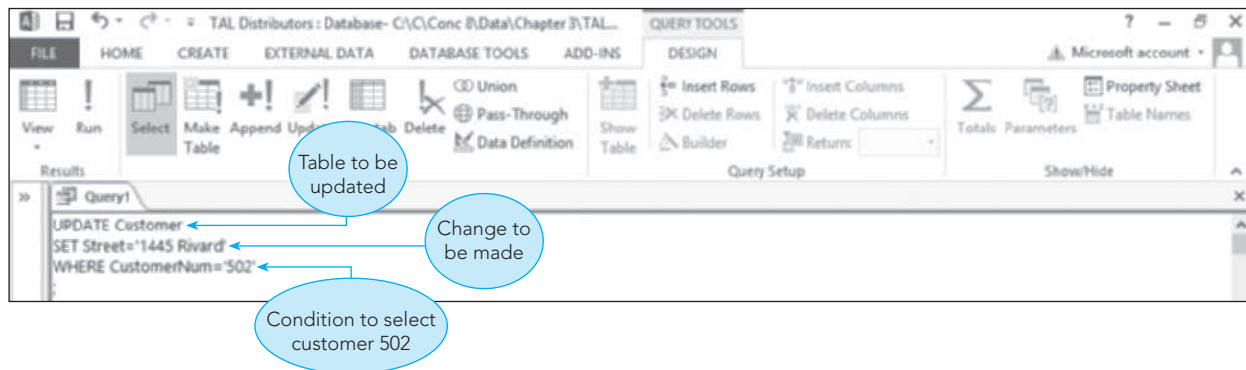 TAL Distributors : Database- C:\C\Conc 8\Data\Chapter 3\TAL... QUERY TOOLS ?
FILE HOME CREATE EXTERNAL DATA DATABASE TOOLS ADD-INS DESIGN Microsoft account
View Run Select Make Table Append Delete
Union
Pass-Through
Data Definition
Show Table
Insert Rows
Delete Rows
Builder
Insert Columns
Delete Columns
Return:
Totals Parameters
Property Sheet
Table Names
Results Query Setup Show/Hide
Table to be updated
Query1
UPDATE Customer
SET Street='1445 Rivard'
WHERE CustomerNum='502'
;
Change to be made
Condition to select customer 502